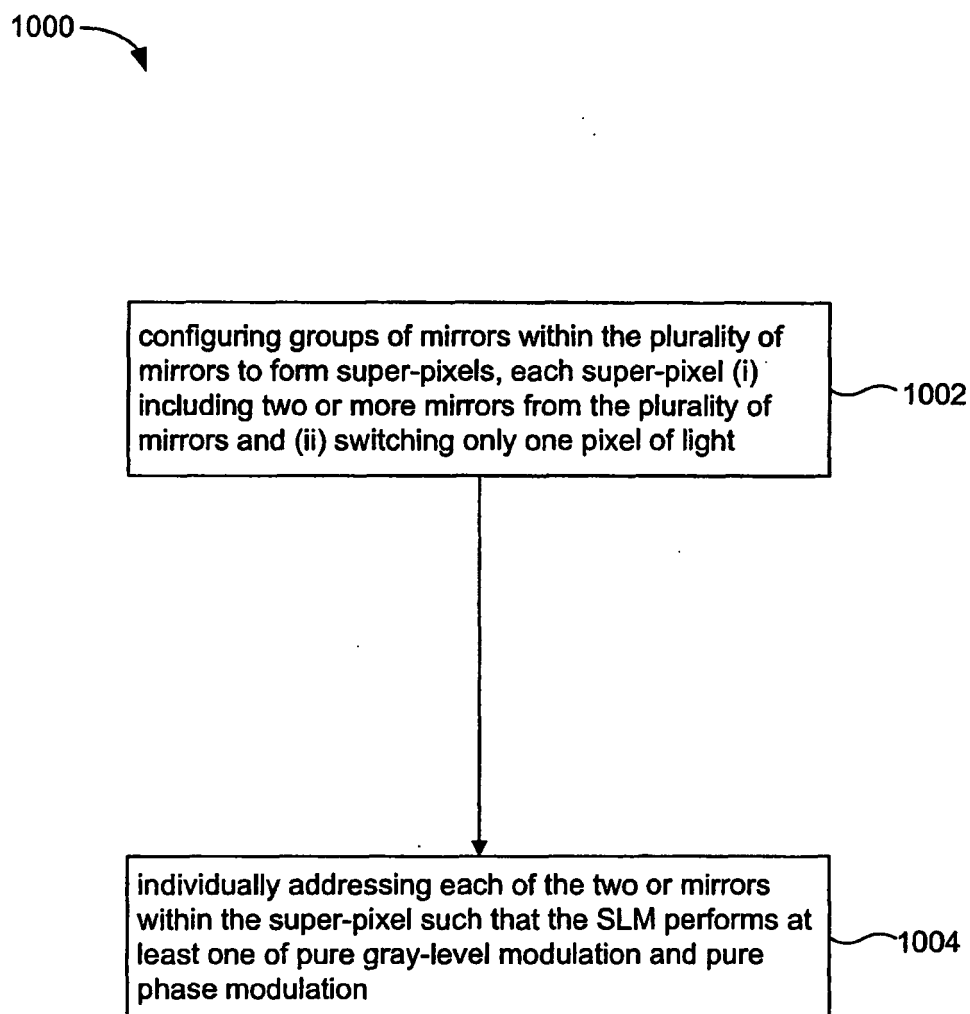 1000
configuring groups of mirrors within the plurality of
mirrors to form super-pixels, each super-pixel (i)
including two or more mirrors from the plurality of
mirrors and (ii) switching only one pixel of light
1002
individually addressing each of the two or mirrors
within the super-pixel such that the SLM performs at
least one of pure gray-level modulation and pure
phase modulation
1004